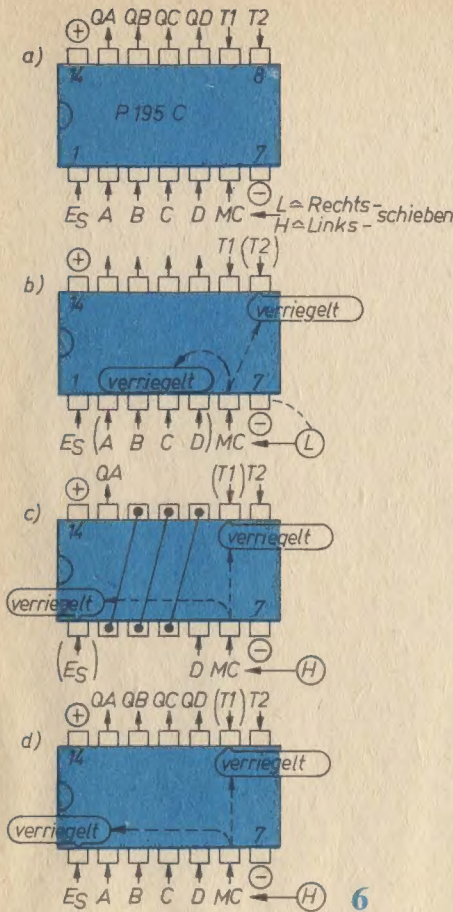 ⊕ QA QB QC QD T1 T2
a)
14 8
P 195 C
1 7
ES A B C D MC ⊖ L≙Rechts-
H≙Links- schieben
⊕ T1 (T2)
b)
14 verriegelt
verriegelt
1 7
ES (A B C D) MC ⊖ L
⊕ QA (T1) T2
c)
14 verriegelt
verriegelt 7
(ES) D MC ⊖ H
⊕ QA QB QC QD (T1) T2
d)
14 verriegelt
verriegelt 7
ES A B C D MC ⊖ H
6